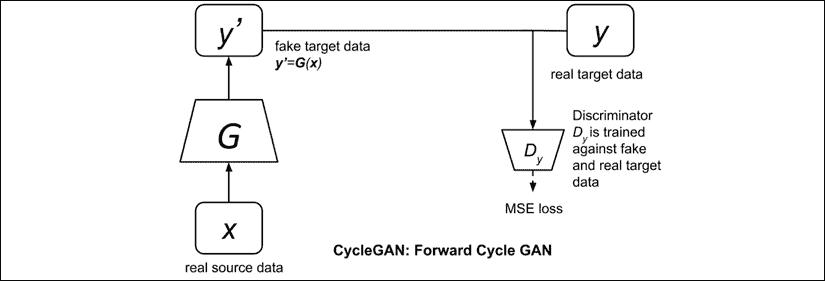 y’
y
fake target data
y’=G(x)
real target data
G
Discriminator
Dy is trained
against fake
and real target
data
Dy
MSE loss
x
CycleGAN: Forward Cycle GAN
real source data